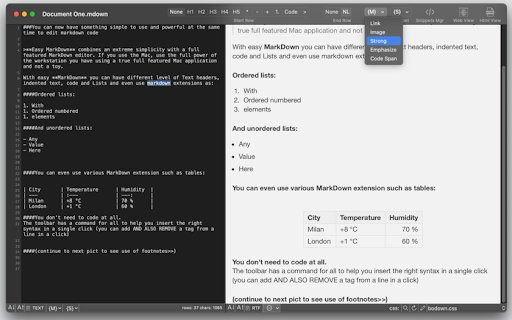 Document One.mdown
None H1 H2 H3 H4 H5 H6
+ 1. Code >
None NL
(M)
(S)
Start Row
End Row
Snippets Mgr
Web View
Html View
Link
Image
Strong
Emphasize
Code Span
###You can now have something simple to use and powerful at the same
time to edit markdown code
**Easy MarkDown** combines an extreme simplicity with a full
featured MarkDown editor. If you use the Mac, use the full power of
the workstation you have using a true full featured Mac application
and not a toy.
With easy **MarkDown** you can have different level of Text headers,
indented text, code and Lists and even use markdown extensions as:
####Ordered lists:
1. With
1. Ordered numbered
1. elements
####And unordered lists:
- Any
- Value
- Here
####You can even use various MarkDown extension such as tables:
| City | Temperature | Humidity |
| Milan | +8 °C | 70 % |
| London | +1 °C | 60 % |
####You don't need to code at all.
The toolbar has a command for all to help you insert the right
syntax in a single click (you can add AND ALSO REMOVE a tag from a
line in a click)
####(continue to next pict to see use of footnotes>>)
true full featured Mac application and not a toy.
With easy MarkDown you can have different level of Text headers, indented text,
code and Lists and even use markdown
Ordered lists:
1. With
2. Ordered numbered
3. elements
And unordered lists:
• Any
• Value
• Here
You can even use various MarkDown extension such as tables:
City Temperature Humidity
Milan +8 °C 70 %
London +1 °C 60 %
You don't need to code at all.
The toolbar has a command for all to help you insert the right syntax in a single click
(you can add AND ALSO REMOVE a tag from a line in a click)
(continue to next pict to see use of footnotes>>)
TEXT (M) (S)
RTF
css:
bodown.css